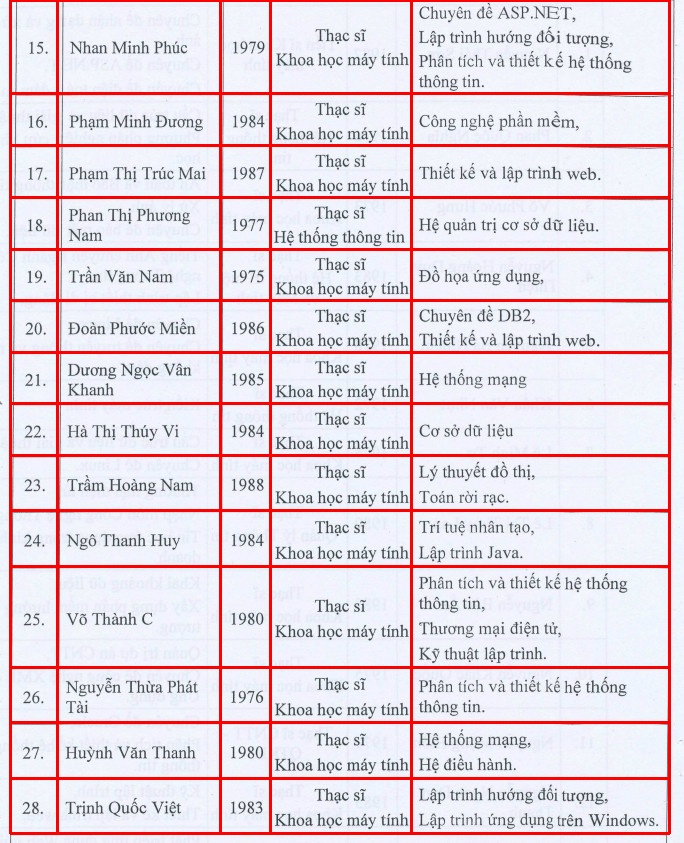 15. Nhan Minh Phúc 1979 Thạc sĩ Khoa học máy tính Chuyên đề ASP.NET,
Lập trình hướng đối tượng,
Phân tích và thiết kế hệ thống
thông tin.
16. Phạm Minh Đương 1984 Thạc sĩ
Khoa học máy tính Công nghệ phần mềm,
17. Phạm Thị Trúc Mai 1987 Thạc sĩ
Khoa học máy tính Thiết kế và lập trình web.
18. Phan Thị Phương
Nam 1977 Thạc sĩ
Hệ thống thông tin Hệ quản trị cơ sở dữ liệu.
19. Trần Văn Nam 1975 Thạc sĩ
Khoa học máy tính Đồ họa ứng dụng,
20. Đoàn Phước Miền 1986 Thạc sĩ
Khoa học máy tính Chuyên đề DB2,
Thiết kế và lập trình web.
21. Dương Ngọc Vân
Khanh 1985 Thạc sĩ
Khoa học máy tính Hệ thống mạng
22. Hà Thị Thúy Vi 1984 Thạc sĩ
Khoa học máy tính Cơ sở dữ liệu
23. Trầm Hoàng Nam 1988 Thạc sĩ
Khoa học máy tính Lý thuyết đồ thị,
Toán rời rạc.
24. Ngô Thanh Huy 1984 Thạc sĩ
Khoa học máy tính Trí tuệ nhân tạo,
Lập trình Java.
25. Võ Thành C 1980 Thạc sĩ
Khoa học máy tính Phân tích và thiết kế hệ thống
thông tin,
Thương mại điện tử,
Kỹ thuật lập trình.
26. Nguyễn Thừa Phát
Tài 1976 Thạc sĩ
Khoa học máy tính Phân tích và thiết kế hệ thống
thông tin.
27. Huỳnh Văn Thanh 1980 Thạc sĩ
Khoa học máy tính Hệ thống mạng,
Hệ điều hành.
28. Trịnh Quốc Việt 1983 Thạc sĩ
Khoa học máy tính Lập trình hướng đối tượng,
Lập trình ứng dụng trên Windows.